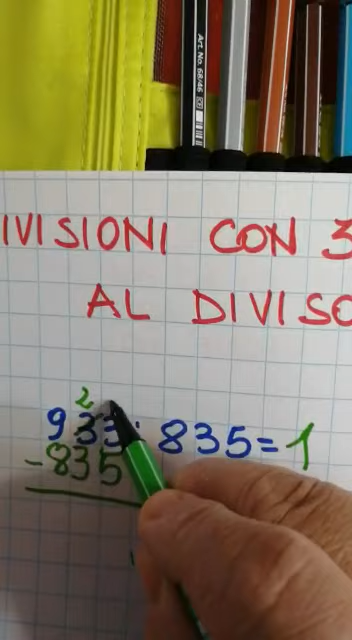 Art. No. 68/46
IVISIONI CON 3
AL DIVISO
2
933: 835=1
-835